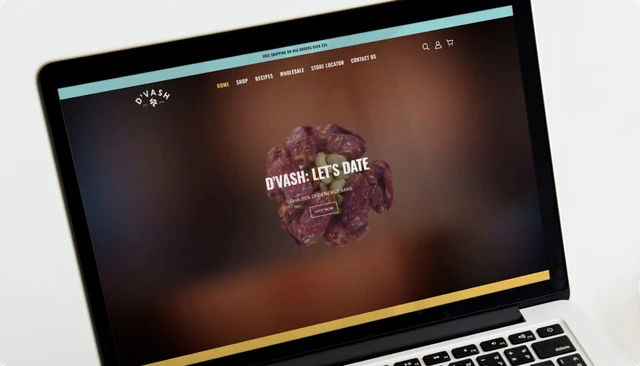 FREE SHIPPING ON USA ORDERS OVER $35
HOME SHOP RECIPES WHOLESALE STORE LOCATOR CONTACT US
D'VASH
D'VASH: LET'S DATE
SHOP NOW
delete